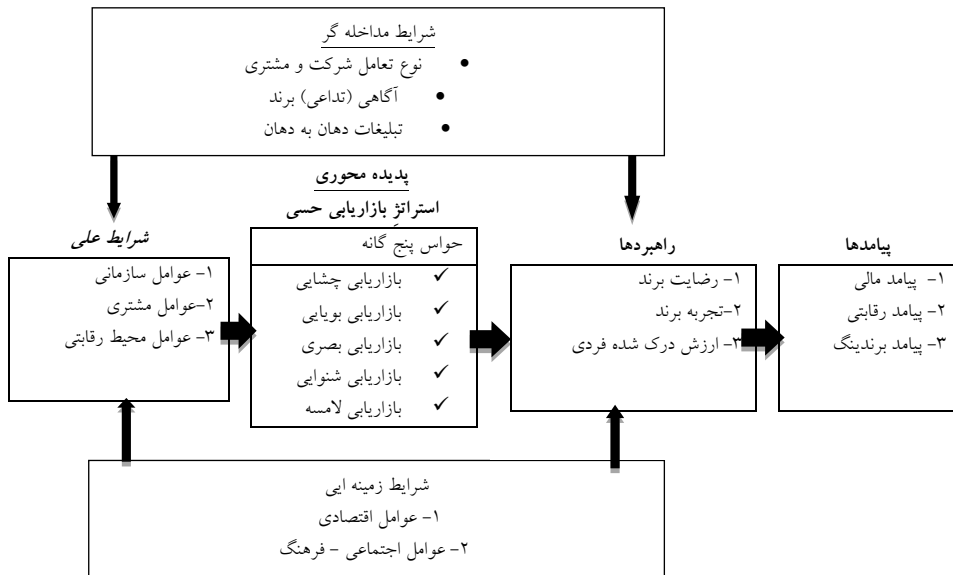 شرایط مداخله گر
• نوع تعامل شرکت و مشتری
• آگاهی (تداعی) برند
• تبلیغات دهان به دهان
پدیده محوری
استراتژِ بازاریابی حسی
شرایط علی
۱- عوامل سازمانی
۲-عوامل مشتری
۳- عوامل محیط رقابتی
حواس پنج گانه
✓ بازاریابی چشایی
✓ بازاریابی بویایی
✓ بازاریابی بصری
✓ بازاریابی شنوایی
✓ بازاریابی لامسه
راهبردها
۱- رضایت برند
۲-تجربه برند
۳- ارزش درک شده فردی
پیامدها
۱- پیامد مالی
۲- پیامد رقابتی
۳- پیامد برندینگ
شرایط زمینه ایی
۱- عوامل اقتصادی
۲- عوامل اجتماعی - فرهنگ